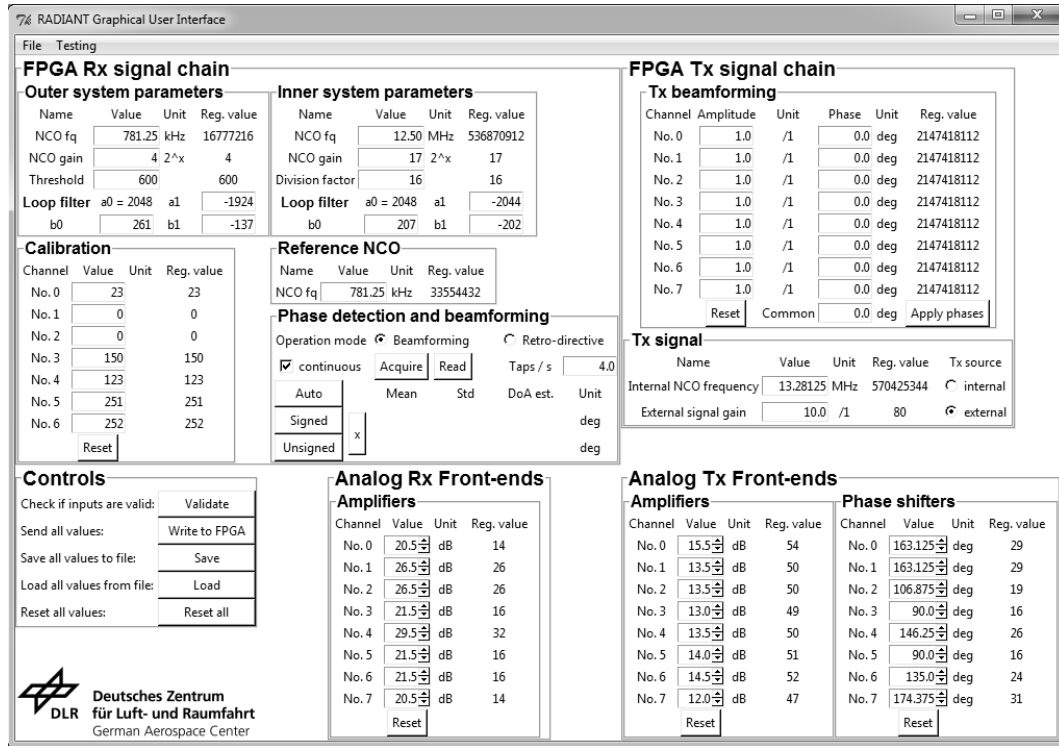 RADIANT Graphical User Interface
File Testing
FPGA Rx signal chain
Outer system parameters
Name Value Unit Reg. value
NCO fq 781.25 kHz 16777216
NCO gain 4 2^x 4
Threshold 600 600
Loop filter a0 = 2048 a1 -1924
b0 261 b1 -137
Inner system parameters
Name Value Unit Reg. value
NCO fq 12.50 MHz 536870912
NCO gain 17 2^x 17
Division factor 16 16
Loop filter a0 = 2048 a1 -2044
b0 207 b1 -202
Calibration
Channel Value Unit Reg. value
No. 0 23 23
No. 1 0 0
No. 2 0 0
No. 3 150 150
No. 4 123 123
No. 5 251 251
No. 6 252 252
Reset
Reference NCO
Name Value Unit Reg. value
NCO fq 781.25 kHz 33554432
Phase detection and beamforming
Operation mode Beamforming Retro-directive
continuous Acquire Read Taps / s 4.0
Auto Mean Std DoA est. Unit
Signed deg
x
Unsigned deg
FPGA Tx signal chain
Tx beamforming
Channel Amplitude Unit Phase Unit Reg. value
No. 0 1.0 /1 0.0 deg 2147418112
No. 1 1.0 /1 0.0 deg 2147418112
No. 2 1.0 /1 0.0 deg 2147418112
No. 3 1.0 /1 0.0 deg 2147418112
No. 4 1.0 /1 0.0 deg 2147418112
No. 5 1.0 /1 0.0 deg 2147418112
No. 6 1.0 /1 0.0 deg 2147418112
No. 7 1.0 /1 0.0 deg 2147418112
Reset Common 0.0 deg Apply phases
Tx signal
Name Value Unit Reg. value Tx source
Internal NCO frequency 13.28125 MHz 570425344 internal
External signal gain 10.0 /1 80 external
Controls
Check if inputs are valid: Validate
Send all values: Write to FPGA
Save all values to file: Save
Load all values from file: Load
Reset all values: Reset all
DLR
Deutsches Zentrum
für Luft- und Raumfahrt
German Aerospace Center
Analog Rx Front-ends
Amplifiers
Channel Value Unit Reg. value
No. 0 20.5 dB 14
No. 1 26.5 dB 26
No. 2 26.5 dB 26
No. 3 21.5 dB 16
No. 4 29.5 dB 32
No. 5 21.5 dB 16
No. 6 21.5 dB 16
No. 7 20.5 dB 14
Reset
Analog Tx Front-ends
Amplifiers
Channel Value Unit Reg. value
No. 0 15.5 dB 54
No. 1 13.5 dB 50
No. 2 13.5 dB 50
No. 3 13.0 dB 49
No. 4 13.5 dB 50
No. 5 14.0 dB 51
No. 6 14.5 dB 52
No. 7 12.0 dB 47
Reset
Phase shifters
Channel Value Unit Reg. value
No. 0 163.125 deg 29
No. 1 163.125 deg 29
No. 2 106.875 deg 19
No. 3 90.0 deg 16
No. 4 146.25 deg 26
No. 5 90.0 deg 16
No. 6 135.0 deg 24
No. 7 174.375 deg 31
Reset